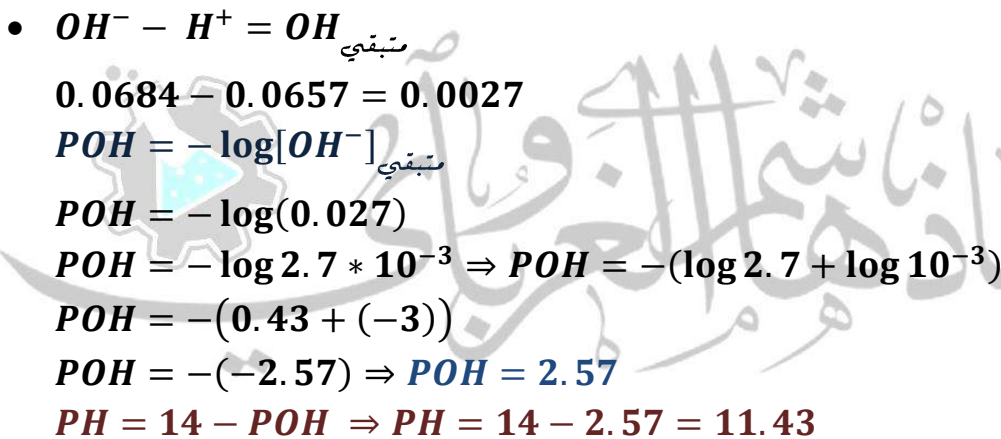 • OH⁻ − H⁺ = OH متبقي
0.0684 − 0.0657 = 0.0027
POH = − log[OH⁻] متبقي
POH = − log(0.027)
POH = − log 2.7 * 10⁻³ ⇒ POH = −(log 2.7 + log 10⁻³)
POH = −(0.43 + (−3))
POH = −(−2.57) ⇒ POH = 2.57
PH = 14 − POH ⇒ PH = 14 − 2.57 = 11.43